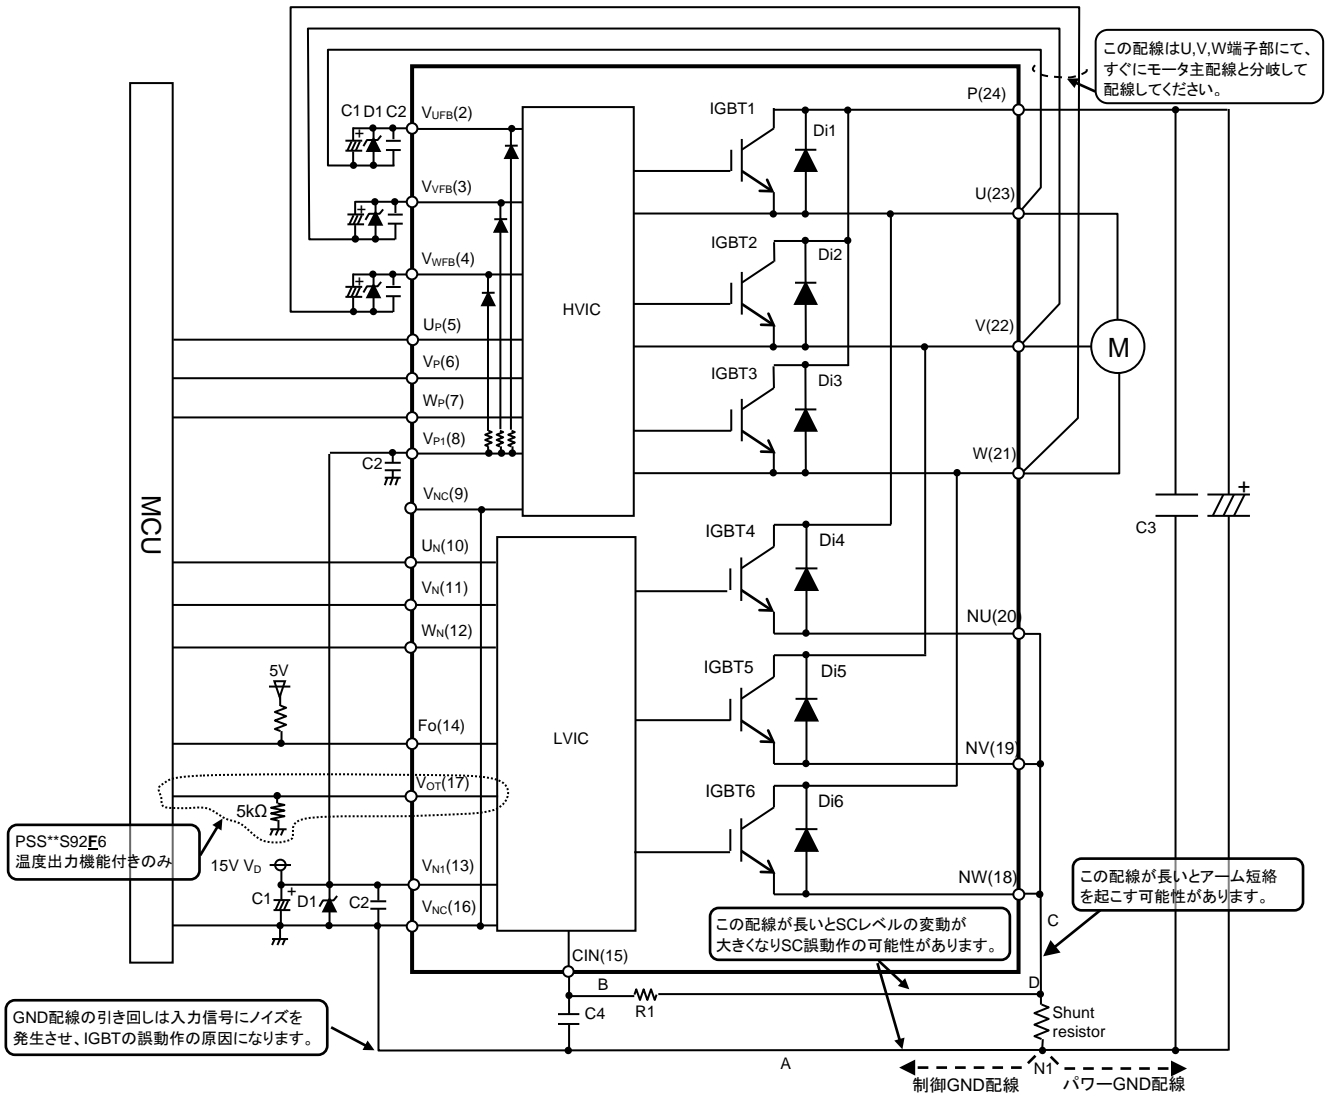 この配線はU,V,W端子部にて、
すぐにモータ主配線と分岐して
配線してください。
C1 D1 C2
VUFB(2)
IGBT1
Di1
P(24)
VVFB(3)
U(23)
IGBT2
Di2
VWFB(4)
HVIC
UP(5)
V(22)
M
VP(6)
IGBT3
Di3
WP(7)
VP1(8)
C2
W(21)
VNC(9)
MCU
C3
+
IGBT4
Di4
UN(10)
VN(11)
NU(20)
WN(12)
5V
IGBT5
Di5
Fo(14)
LVIC
NV(19)
VOT(17)
5kΩ
IGBT6
Di6
PSS**S92F6
温度出力機能付きのみ
15V VD
VN1(13)
NW(18)
C1
+
D1
C2
VNC(16)
この配線が長いとアーム短絡
を起こす可能性があります。
この配線が長いとSCレベルの変動が
大きくなりSC誤動作の可能性があります。
C
CIN(15)
B
D
R1
C4
Shunt
resistor
GND配線の引き回しは入力信号にノイズを
発生させ、IGBTの誤動作の原因になります。
A
N1
制御GND配線
パワーGND配線